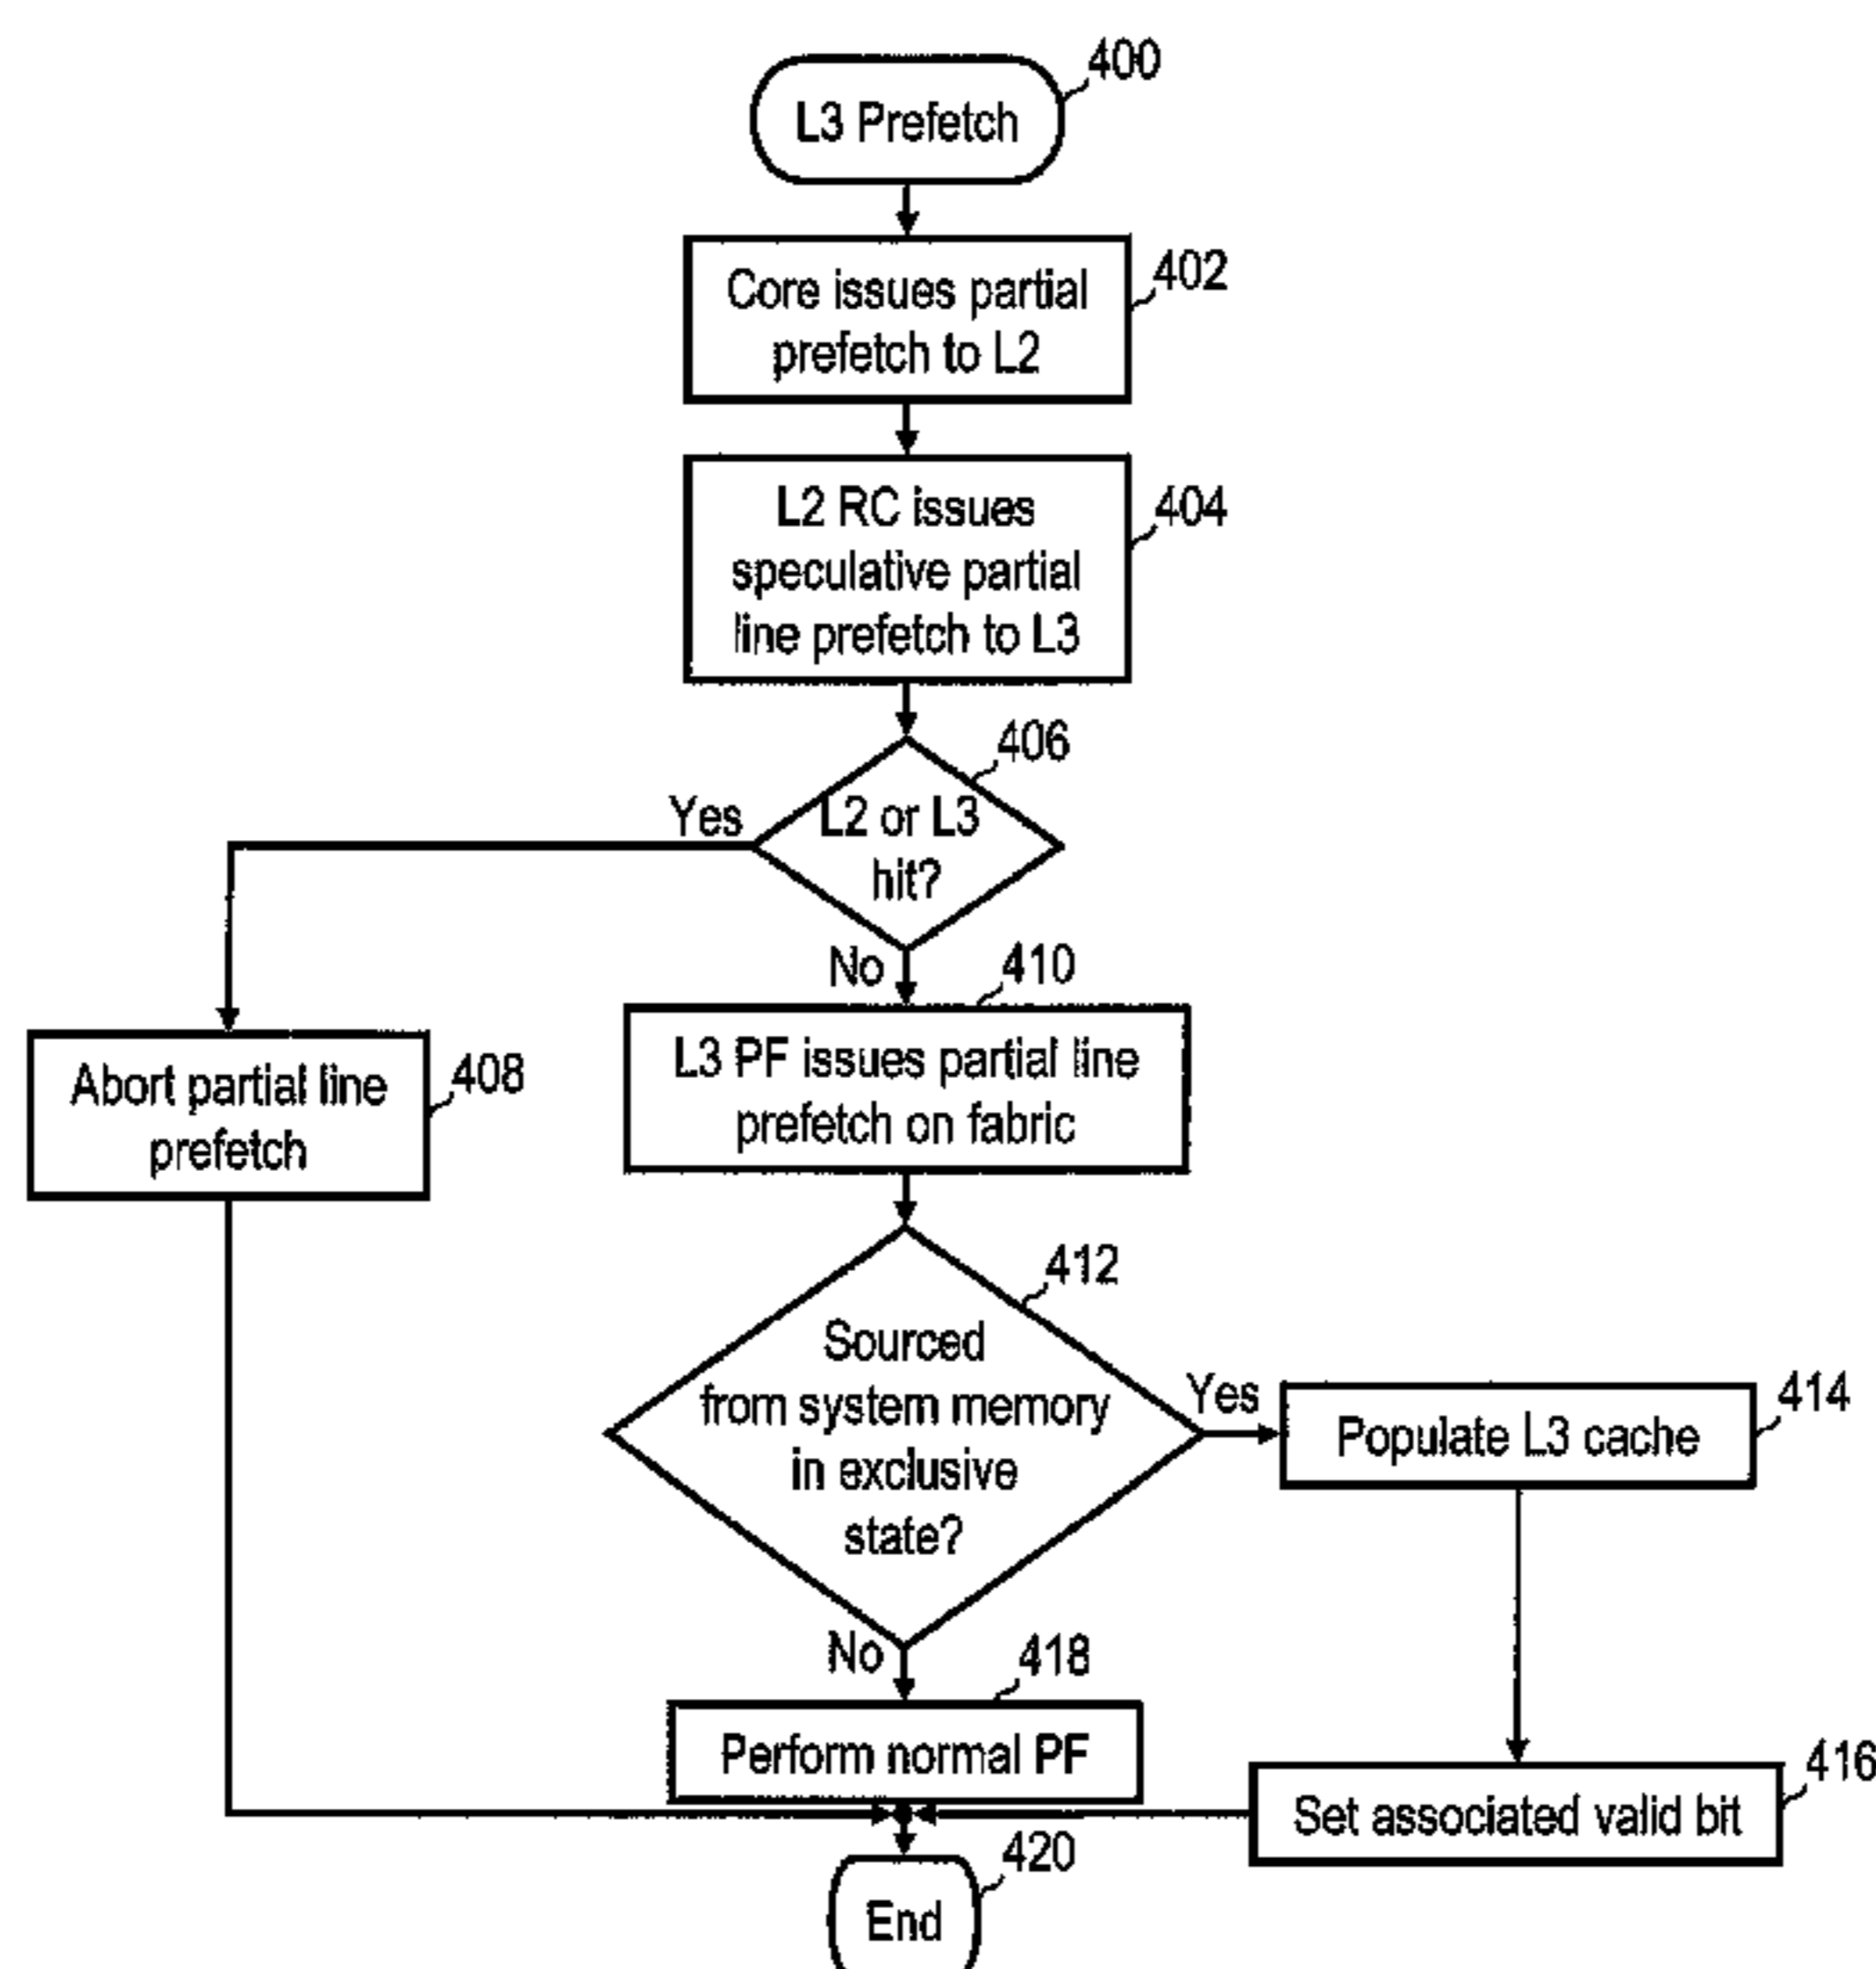 400
L3 Prefetch
402
Core issues partial
prefetch to L2
404
L2 RC issues
speculative partial
line prefetch to L3
406
Yes
L2 or L3
hit?
No
410
408
Abort partial line
prefetch
L3 PF issues partial line
prefetch on fabric
412
Sourced
from system memory
in exclusive
state?
Yes
414
Populate L3 cache
No
418
Perform normal PF
416
Set associated valid bit
420
End